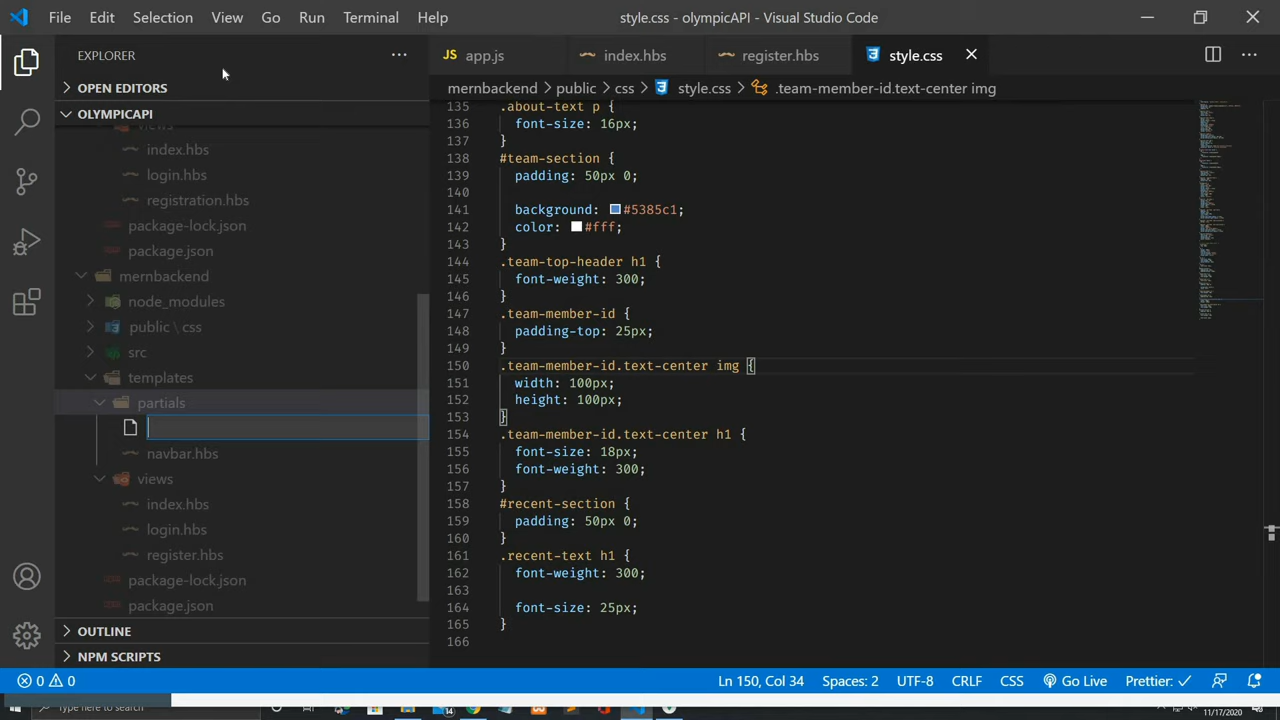 File Edit Selection View Go Run Terminal Help style.css - olympicAPI - Visual Studio Code
EXPLORER
JS app.js index.hbs register.hbs style.css
OPEN EDITORS
mernbackend > public > css > style.css > .team-member-id.text-center img
OLYMPICAPI
views
index.hbs
login.hbs
registration.hbs
package-lock.json
package.json
mernbackend
node_modules
public \ css
src
templates
partials
navbar.hbs
views
index.hbs
login.hbs
register.hbs
package-lock.json
package.json
OUTLINE
NPM SCRIPTS
135 .about-text p {
136 font-size: 16px;
137 }
138 #team-section {
139 padding: 50px 0;
140
141 background: #5385c1;
142 color: #fff;
143 }
144 .team-top-header h1 {
145 font-weight: 300;
146 }
147 .team-member-id {
148 padding-top: 25px;
149 }
150 .team-member-id.text-center img {
151 width: 100px;
152 height: 100px;
153 }
154 .team-member-id.text-center h1 {
155 font-size: 18px;
156 font-weight: 300;
157 }
158 #recent-section {
159 padding: 50px 0;
160 }
161 .recent-text h1 {
162 font-weight: 300;
163
164 font-size: 25px;
165 }
166
0 0 Ln 150, Col 34 Spaces: 2 UTF-8 CRLF CSS Go Live Prettier: ✓
Type here to search 11/17/2020